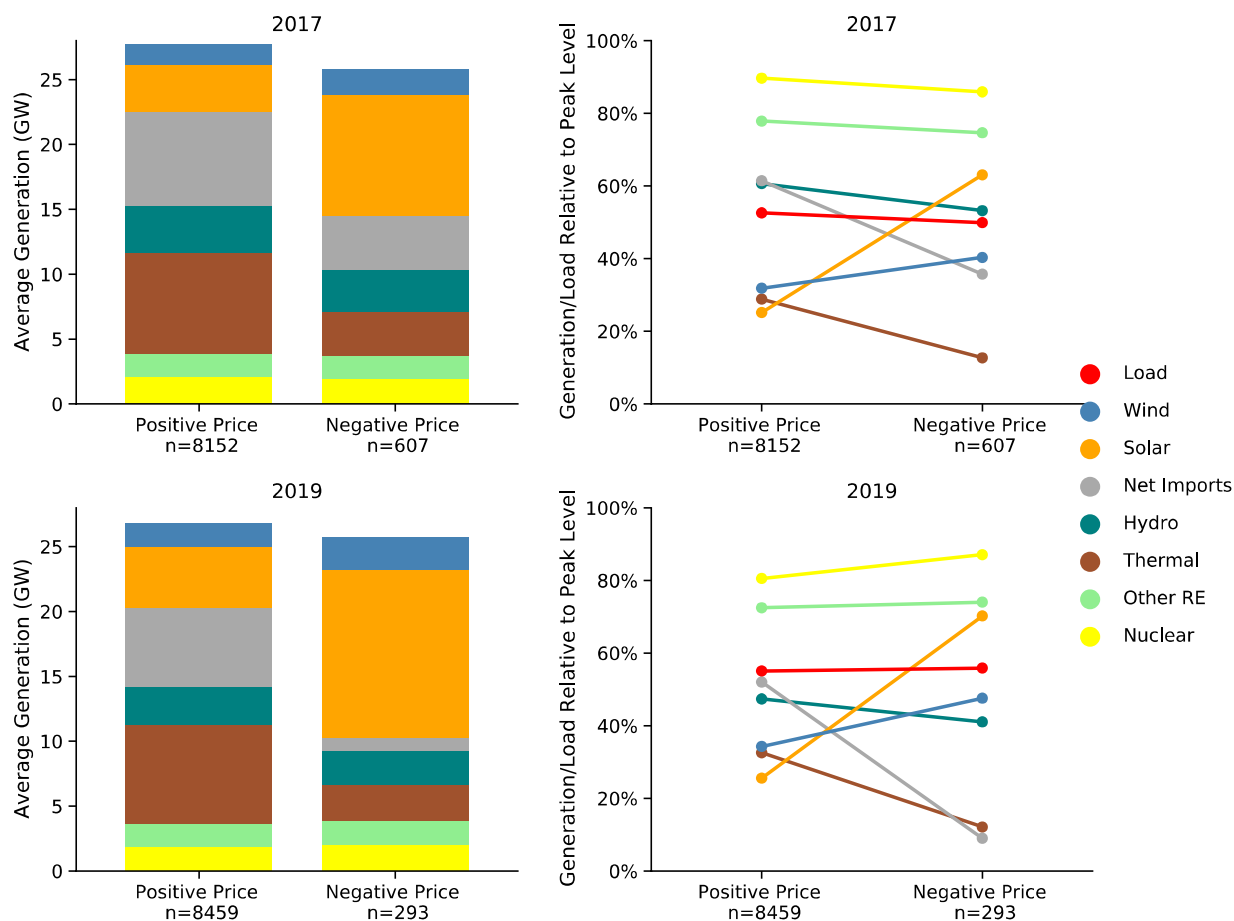 2017
Average Generation (GW)
25
20
15
10
5
0
Positive Price
n=8152
Negative Price
n=607
2017
Generation/Load Relative to Peak Level
100%
80%
60%
40%
20%
0%
Positive Price
n=8152
Negative Price
n=607
Load
Wind
Solar
Net Imports
Hydro
Thermal
Other RE
Nuclear
2019
Average Generation (GW)
25
20
15
10
5
0
Positive Price
n=8459
Negative Price
n=293
2019
Generation/Load Relative to Peak Level
100%
80%
60%
40%
20%
0%
Positive Price
n=8459
Negative Price
n=293